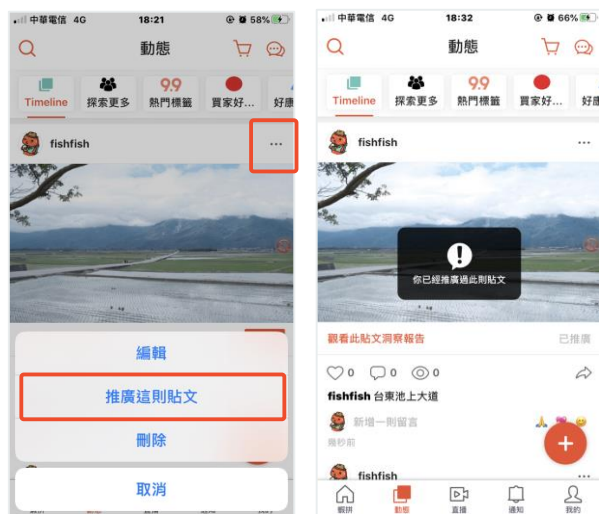 中華電信 4G 18:21 58%
動態
9.9
Timeline 探索更多 熱門標籤 買家好...
fishfish
編輯
推廣這則貼文
刪除
取消
中華電信 4G 18:32 66%
動態
9.9
Timeline 探索更多 熱門標籤 買家好...
fishfish
你已經推廣過此則貼文
觀看此貼文洞察報告 已推廣
0 0 0
fishfish 台東池上大道
新增一則留言
幾秒前
fishfish
蝦拼 動態 直播 通知 我的